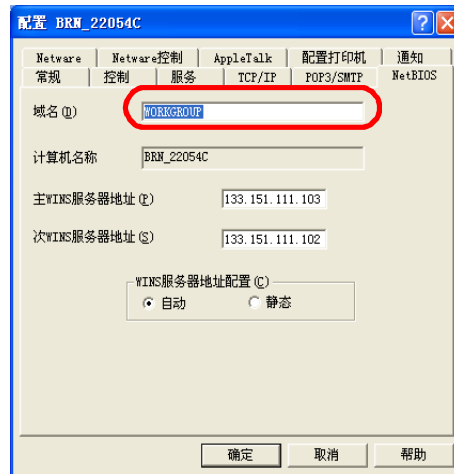 配置 BRN_22054C
Netware Netware控制 AppleTalk 配置打印机 通知
常规 控制 服务 TCP/IP POP3/SMTP NetBIOS
域名(D) WORKGROUP
计算机名称 BRN_22054C
主WINS服务器地址(P) 133.151.111.103
次WINS服务器地址(S) 133.151.111.102
WINS服务器地址配置(C)
自动 静态
确定 取消 帮助